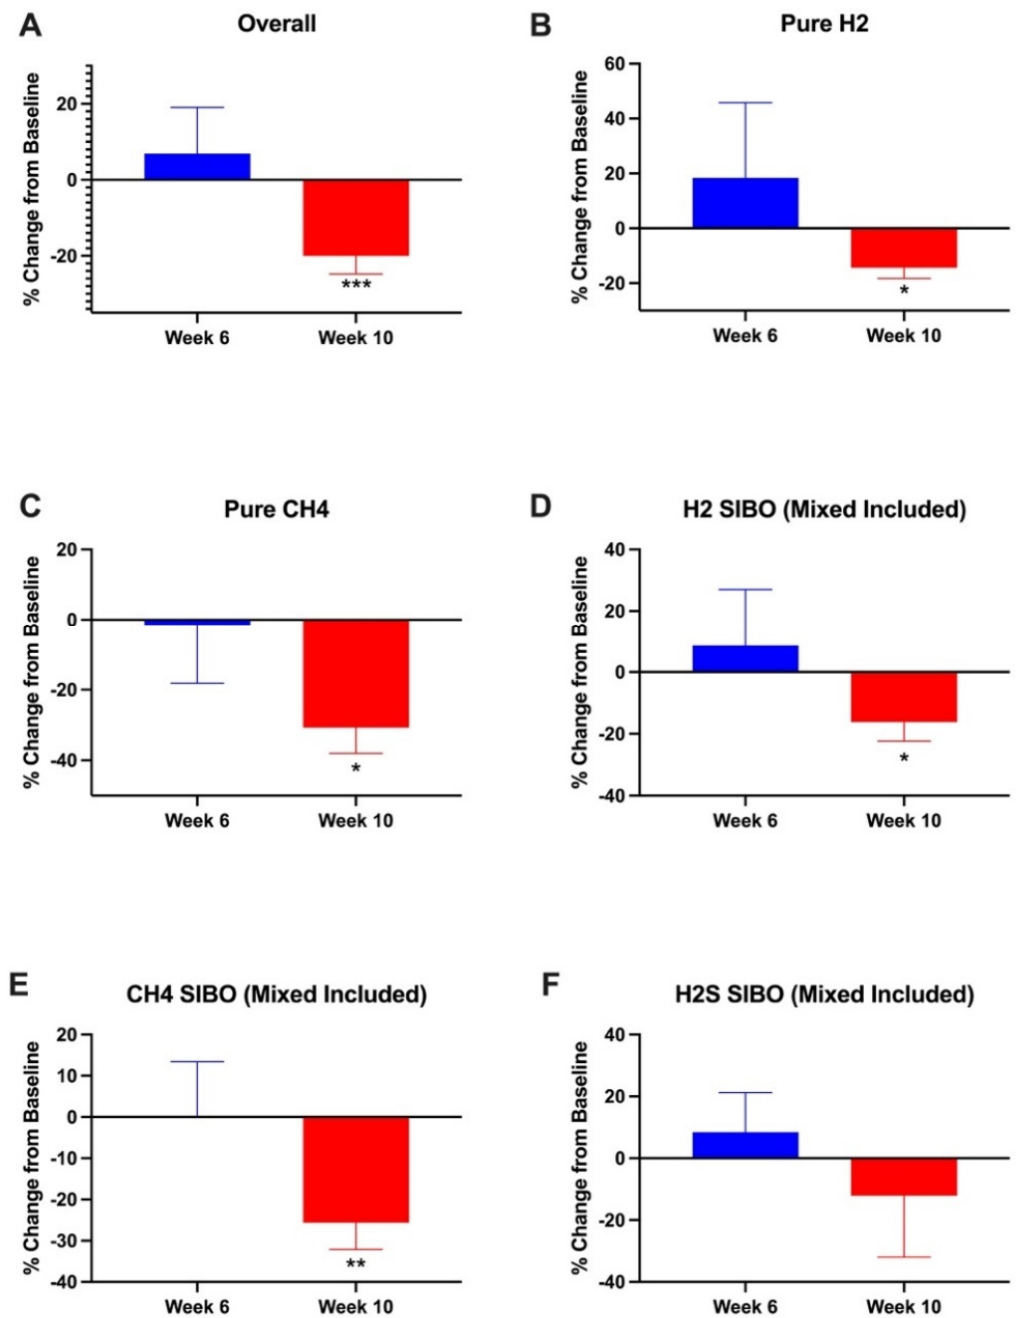 A
Overall
% Change from Baseline
20
0
-20
***
Week 6
Week 10
B
Pure H2
% Change from Baseline
60
40
20
0
-20
*
Week 6
Week 10
C
Pure CH4
% Change from Baseline
20
0
-20
-40
*
Week 6
Week 10
D
H2 SIBO (Mixed Included)
% Change from Baseline
40
20
0
-20
-40
*
Week 6
Week 10
E
CH4 SIBO (Mixed Included)
% Change from Baseline
20
10
0
-10
-20
-30
-40
**
Week 6
Week 10
F
H2S SIBO (Mixed Included)
% Change from Baseline
40
20
0
-20
-40
Week 6
Week 10